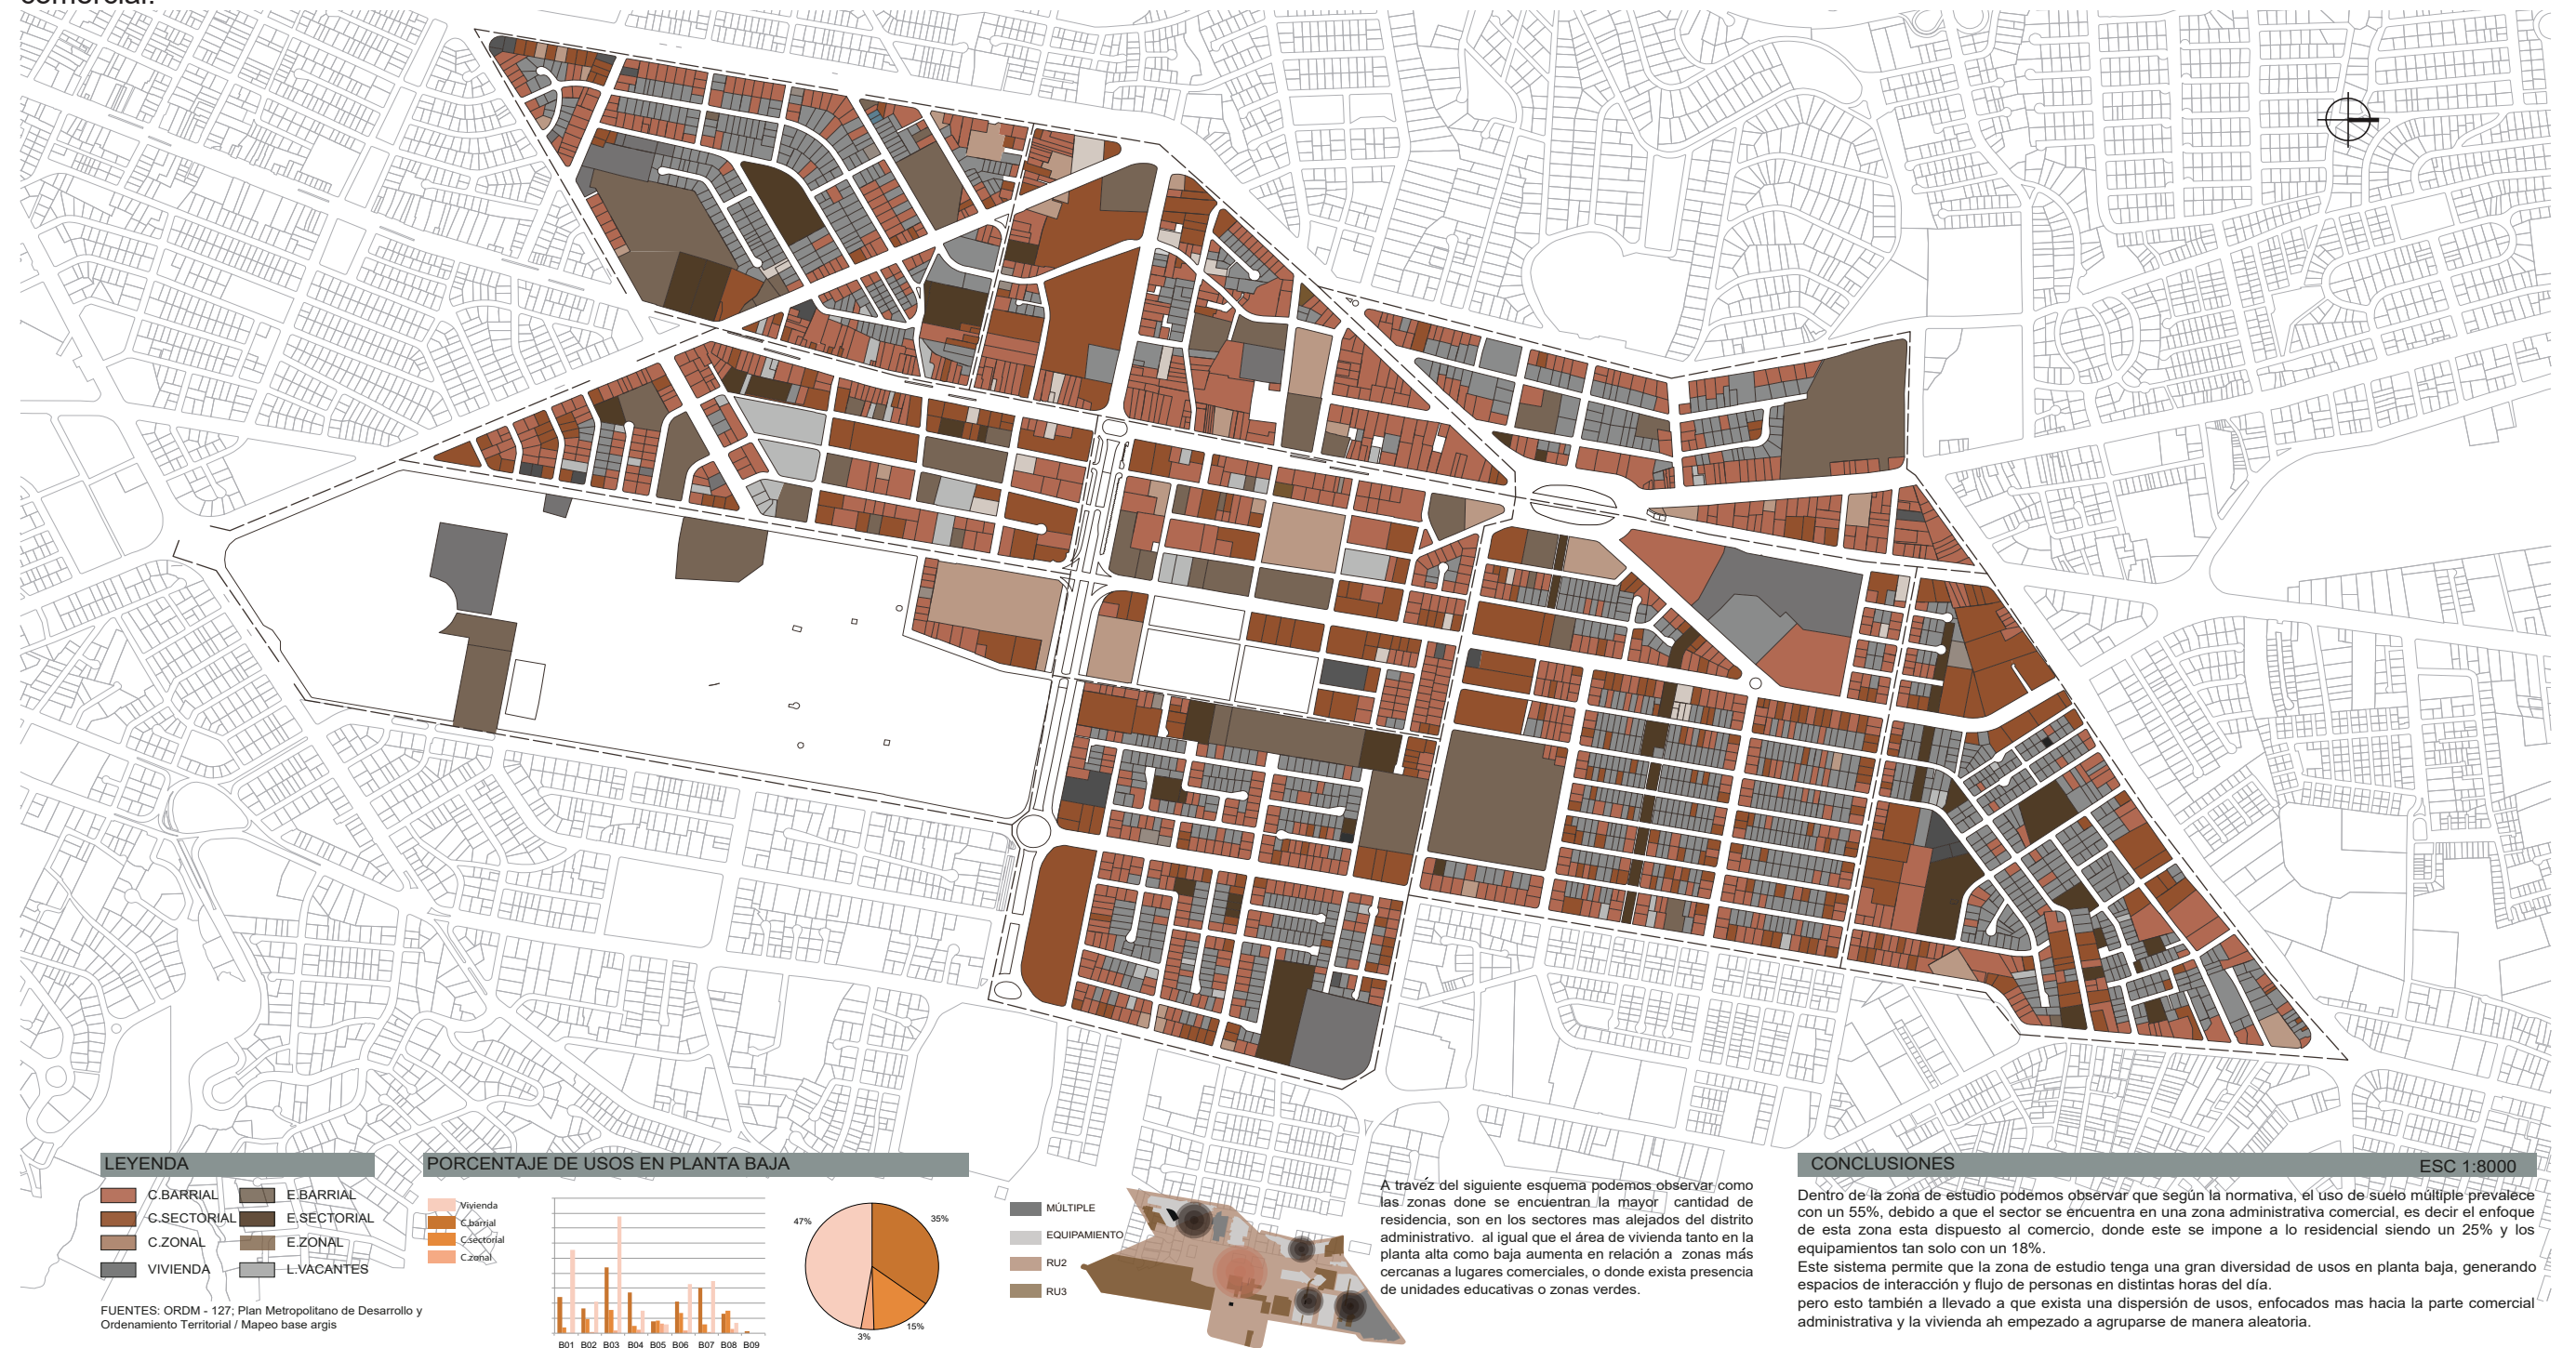 comercial.
LEYENDA
C.BARRIAL
E.BARRIAL
C.SECTORIAL
E.SECTORIAL
C.ZONAL
E.ZONAL
VIVIENDA
L.VACANTES
FUENTES: ORDM - 127; Plan Metropolitano de Desarrollo y
Ordenamiento Territorial / Mapeo base argis
PORCENTAJE DE USOS EN PLANTA BAJA
Vivienda
C.barrial
C.sectorial
C.zonal
B01 B02 B03 B04 B05 B06 B07 B08 B09
47%
35%
15%
3%
MÚLTIPLE
EQUIPAMIENTO
RU2
RU3
A travéz del siguiente esquema podemos observar como
las zonas done se encuentran la mayor cantidad de
residencia, son en los sectores mas alejados del distrito
administrativo. al igual que el área de vivienda tanto en la
planta alta como baja aumenta en relación a zonas más
cercanas a lugares comerciales, o donde exista presencia
de unidades educativas o zonas verdes.
CONCLUSIONES
ESC 1:8000
Dentro de la zona de estudio podemos observar que según la normativa, el uso de suelo múltiple prevalece
con un 55%, debido a que el sector se encuentra en una zona administrativa comercial, es decir el enfoque
de esta zona esta dispuesto al comercio, donde este se impone a lo residencial siendo un 25% y los
equipamientos tan solo con un 18%.
Este sistema permite que la zona de estudio tenga una gran diversidad de usos en planta baja, generando
espacios de interacción y flujo de personas en distintas horas del día.
pero esto también a llevado a que exista una dispersión de usos, enfocados mas hacia la parte comercial
administrativa y la vivienda ah empezado a agruparse de manera aleatoria.